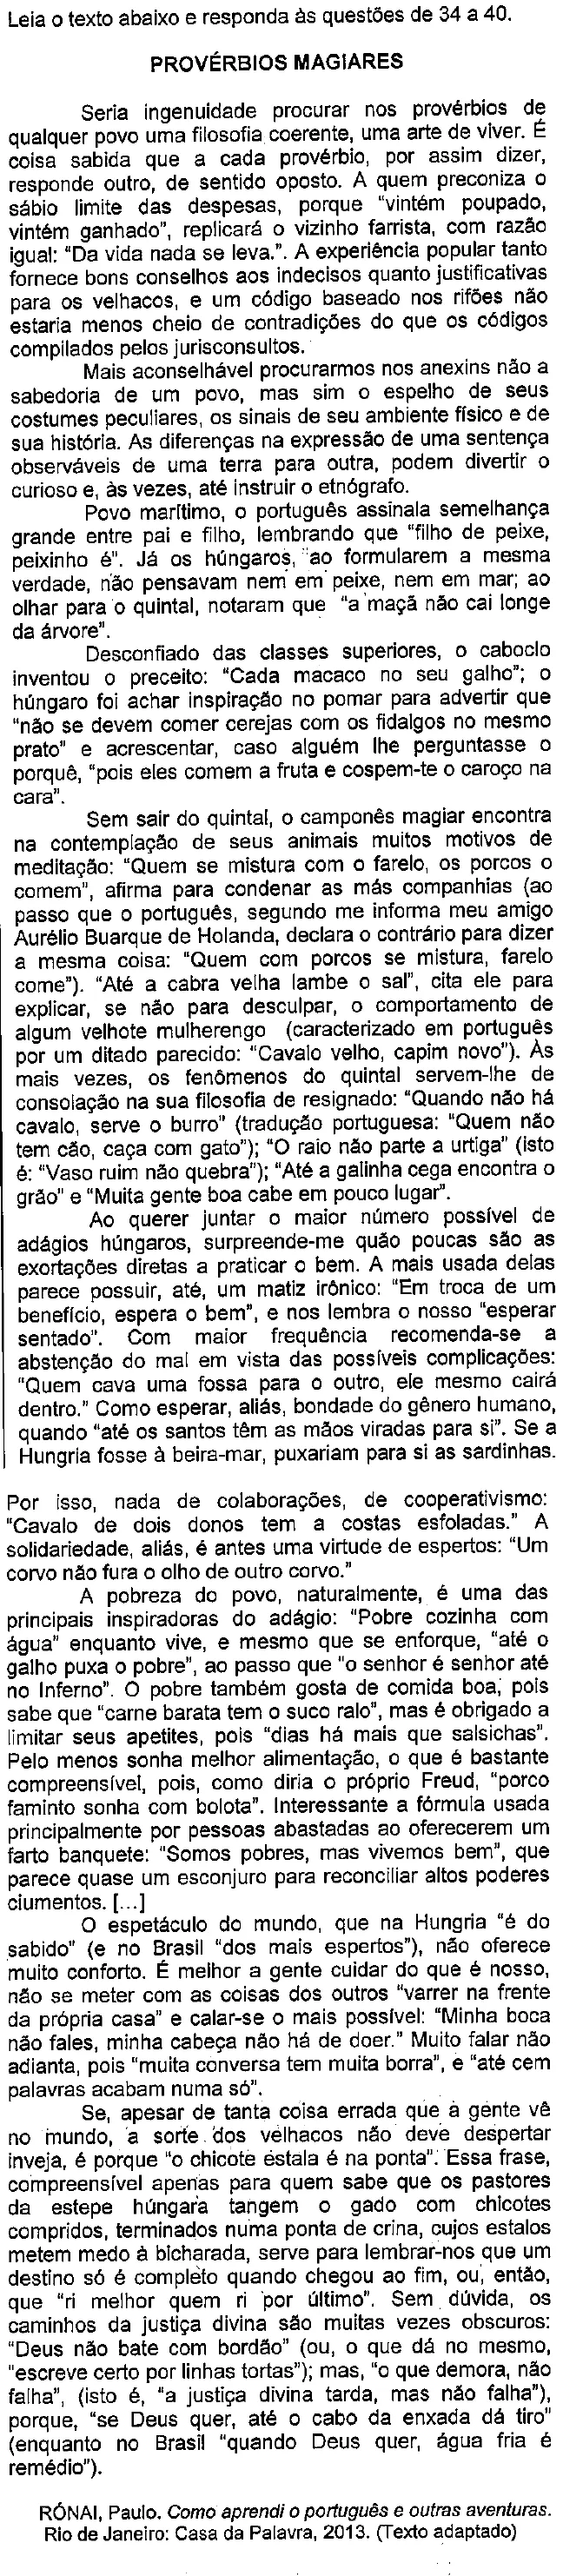 Leia o texto abaixo e responda às questões de 34 a 40.
PROVÉRBIOS MAGIARES
Seria ingenuidade procurar nos provérbios de
qualquer povo uma filosofia coerente, uma arte de viver. É
coisa sabida que a cada provérbio, por assim dizer,
responde outro, de sentido oposto. A quem preconiza o
sábio limite das despesas, porque “vintém poupado,
vintém ganhado”, replicará o vizinho farrista, com razão
igual: “Da vida nada se leva.”. A experiência popular tanto
fornece bons conselhos aos indecisos quanto justificativas
para os velhacos, e um código baseado nos rifões não
estaria menos cheio de contradições do que os códigos
compilados pelos jurisconsultos.
Mais aconselhável procurarmos nos anexins não a
sabedoria de um povo, mas sim o espelho de seus
costumes peculiares, os sinais de seu ambiente físico e de
sua história. As diferenças na expressão de uma sentença
observáveis de uma terra para outra, podem divertir o
curioso e, às vezes, até instruir o etnógrafo.
Povo marítimo, o português assinala semelhança
grande entre pai e filho, lembrando que “filho de peixe,
peixinho é”. Já os húngaros, ao formularem a mesma
verdade, não pensavam nem em peixe, nem em mar; ao
olhar para o quintal, notaram que “a maçã não cai longe
da árvore”.
Desconfiado das classes superiores, o caboclo
inventou o preceito: “Cada macaco no seu galho”; o
húngaro foi achar inspiração no pomar para advertir que
“não se devem comer cerejas com os fidalgos no mesmo
prato” e acrescentar, caso alguém lhe perguntasse o
porquê, “pois eles comem a fruta e cospem-te o caroço na
cara”.
Sem sair do quintal, o camponês magiar encontra
na contemplação de seus animais muitos motivos de
meditação: “Quem se mistura com o farelo, os porcos o
comem”, afirma para condenar as más companhias (ao
passo que o português, segundo me informa meu amigo
Aurélio Buarque de Holanda, declara o contrário para dizer
a mesma coisa: “Quem com porcos se mistura, farelo
come”). “Até a cabra velha lambe o sal”, cita ele para
explicar, se não para desculpar, o comportamento de
algum velhote mulherengo (caracterizado em português
por um ditado parecido: “Cavalo velho, capim novo”). Às
mais vezes, os fenômenos do quintal servem-lhe de
consolação na sua filosofia de resignado: “Quando não há
cavalo, serve o burro” (tradução portuguesa: “Quem não
tem cão, caça com gato”); “O raio não parte a urtiga” (isto
é: “Vaso ruim não quebra”); “Até a galinha cega encontra o
grão” e “Muita gente boa cabe em pouco lugar”.
Ao querer juntar o maior número possível de
adágios húngaros, surpreende-me quão poucas são as
exortações diretas a praticar o bem. A mais usada delas
parece possuir, até, um matiz irônico: “Em troca de um
benefício, espera o bem”, e nos lembra o nosso “esperar
sentado”. Com maior frequência recomenda-se a
abstenção do mal em vista das possíveis complicações:
“Quem cava uma fossa para o outro, ele mesmo cairá
dentro.” Como esperar, aliás, bondade do gênero humano,
quando “até os santos têm as mãos viradas para si”. Se a
Hungria fosse à beira-mar, puxariam para si as sardinhas.
Por isso, nada de colaborações, de cooperativismo:
“Cavalo de dois donos tem a costas esfoladas.” A
solidariedade, aliás, é antes uma virtude de espertos: “Um
corvo não fura o olho de outro corvo.”
A pobreza do povo, naturalmente, é uma das
principais inspiradoras do adágio: “Pobre cozinha com
água” enquanto vive, e mesmo que se enforque, “até o
galho puxa o pobre”, ao passo que “o senhor é senhor até
no Inferno”. O pobre também gosta de comida boa, pois
sabe que “carne barata tem o suco ralo”, mas é obrigado a
limitar seus apetites, pois “dias há mais que salsichas”.
Pelo menos sonha melhor alimentação, o que é bastante
compreensível, pois, como diria o próprio Freud, “porco
faminto sonha com bolota”. Interessante a fórmula usada
principalmente por pessoas abastadas ao oferecerem um
farto banquete: “Somos pobres, mas vivemos bem”, que
parece quase um esconjuro para reconciliar altos poderes
ciumentos. [...]
O espetáculo do mundo, que na Hungria “é do
sabido” (e no Brasil “dos mais espertos”), não oferece
muito conforto. É melhor a gente cuidar do que é nosso,
não se meter com as coisas dos outros “varrer na frente
da própria casa” e calar-se o mais possível: “Minha boca
não fales, minha cabeça não há de doer.” Muito falar não
adianta, pois “muita conversa tem muita borra”, e “até cem
palavras acabam numa só”.
Se, apesar de tanta coisa errada que a gente vê
no mundo, a sorte dos velhacos não deve despertar
inveja, é porque “o chicote estala é na ponta”. Essa frase,
compreensível apenas para quem sabe que os pastores
da estepe húngara tangem o gado com chicotes
compridos, terminados numa ponta de crina, cujos estalos
metem medo à bicharada, serve para lembrar-nos que um
destino só é completo quando chegou ao fim, ou, então,
que “ri melhor quem ri por último”. Sem dúvida, os
caminhos da justiça divina são muitas vezes obscuros:
“Deus não bate com bordão” (ou, o que dá no mesmo,
“escreve certo por linhas tortas”); mas, “o que demora, não
falha”, (isto é, “a justiça divina tarda, mas não falha”),
porque, “se Deus quer, até o cabo da enxada dá tiro”
(enquanto no Brasil “quando Deus quer, água fria é
remédio”).
RÓNAI, Paulo. Como aprendi o português e outras aventuras.
Rio de Janeiro: Casa da Palavra, 2013. (Texto adaptado)